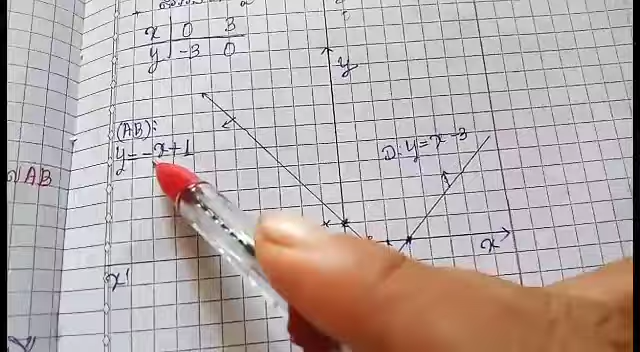 x 0 3
y -3 0
y
(AB):
y = -x+1
D: y = x-3
AB
x
x'